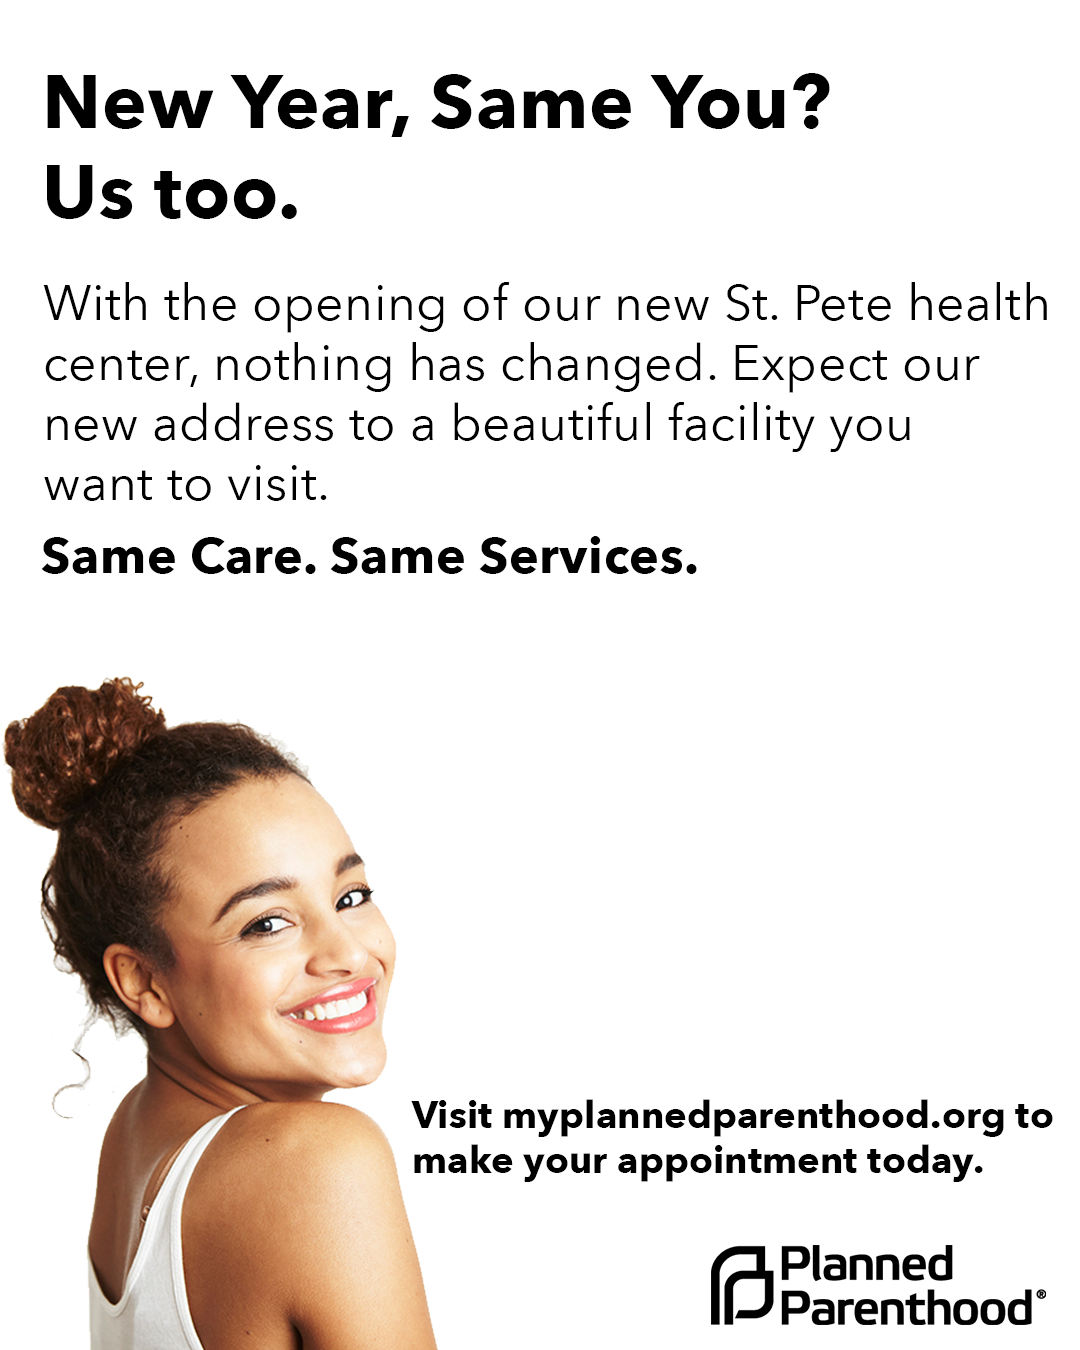 New Year, Same You?
Us too.
With the opening of our new St. Pete health
center, nothing has changed. Expect our
new address to a beautiful facility you
want to visit.
Same Care. Same Services.
Visit myplannedparenthood.org to
make your appointment today.
Planned
Parenthood®